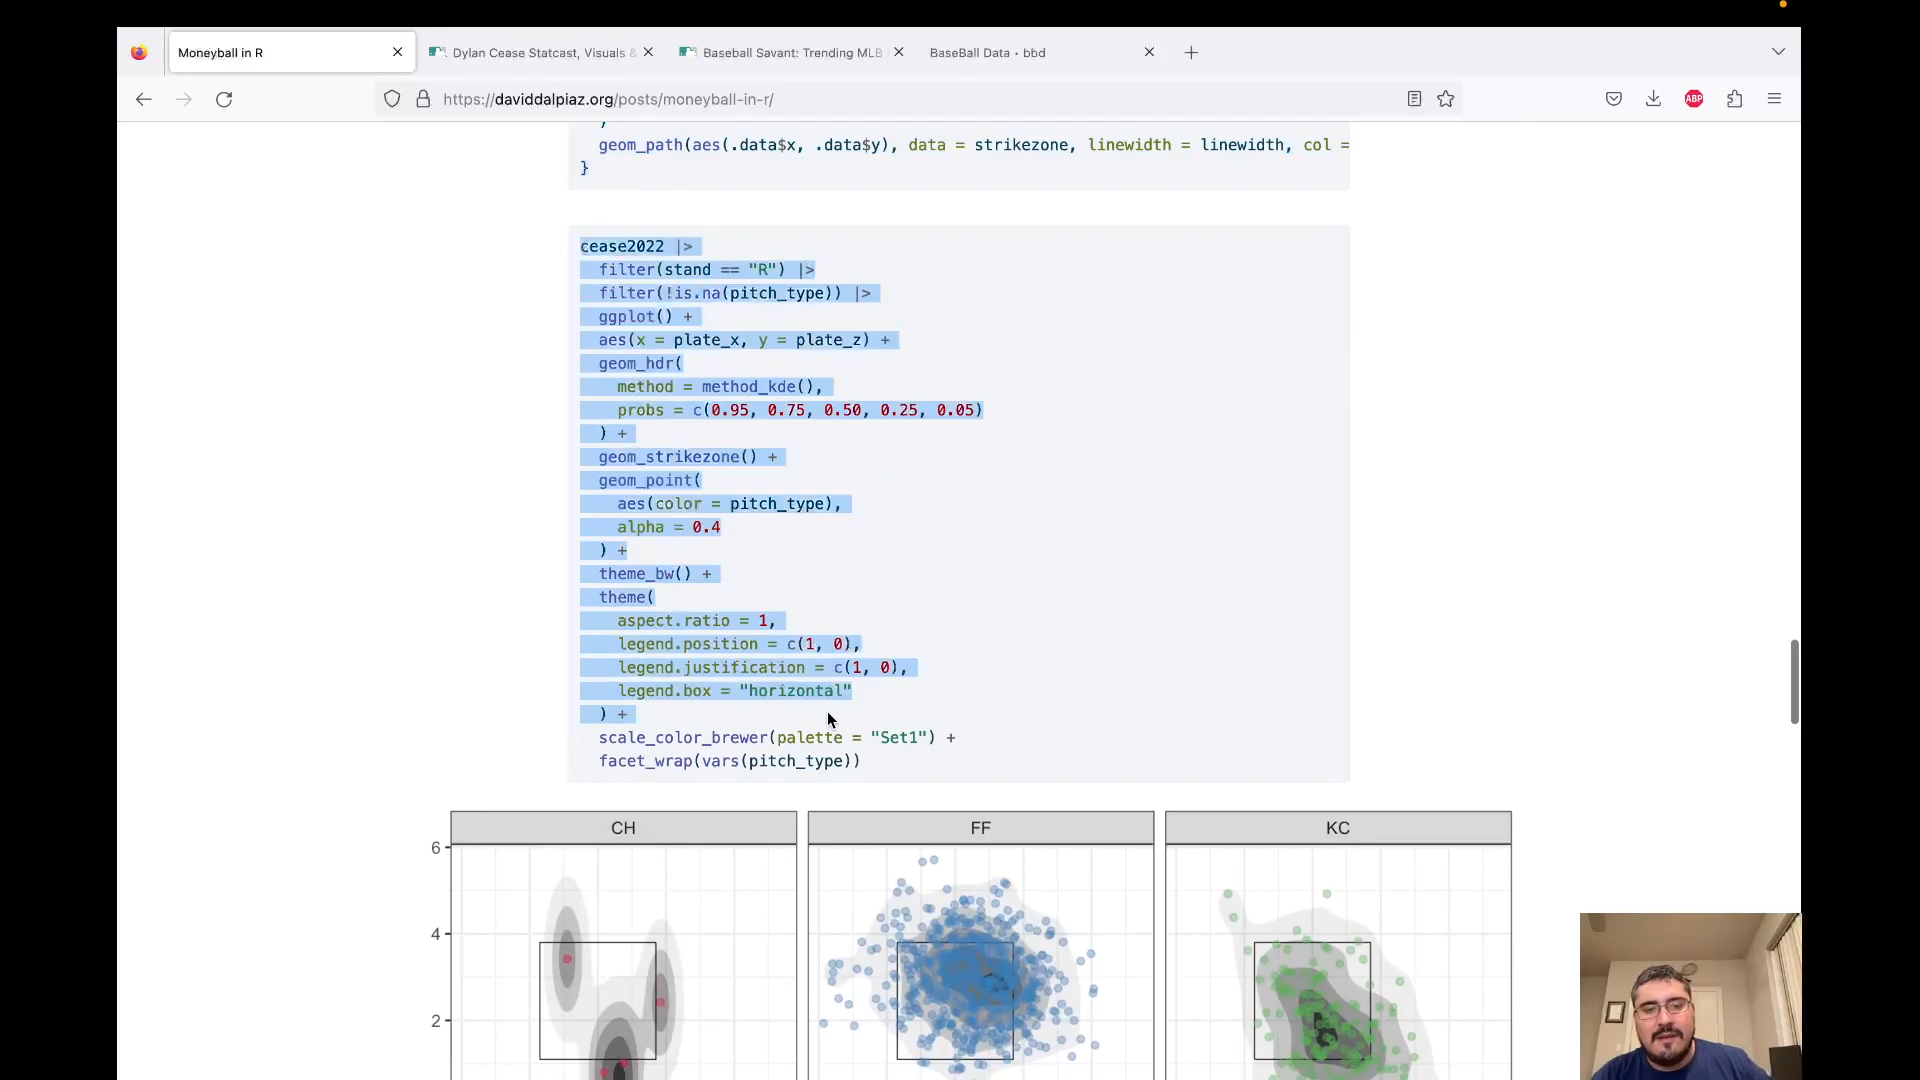 Moneyball in R
Dylan Cease Statcast, Visuals &
Baseball Savant: Trending MLB
BaseBall Data • bbd
https://daviddalpiaz.org/posts/moneyball-in-r/
ABP
)
geom_path(aes(.data$x, .data$y), data = strikezone, linewidth = linewidth, col =
}
cease2022 |>
filter(stand == "R") |>
filter(!is.na(pitch_type)) |>
ggplot() +
aes(x = plate_x, y = plate_z) +
geom_hdr(
method = method_kde(),
probs = c(0.95, 0.75, 0.50, 0.25, 0.05)
) +
geom_strikezone() +
geom_point(
aes(color = pitch_type),
alpha = 0.4
) +
theme_bw() +
theme(
aspect.ratio = 1,
legend.position = c(1, 0),
legend.justification = c(1, 0),
legend.box = "horizontal"
) +
scale_color_brewer(palette = "Set1") +
facet_wrap(vars(pitch_type))
CH
FF
KC
6
4
2